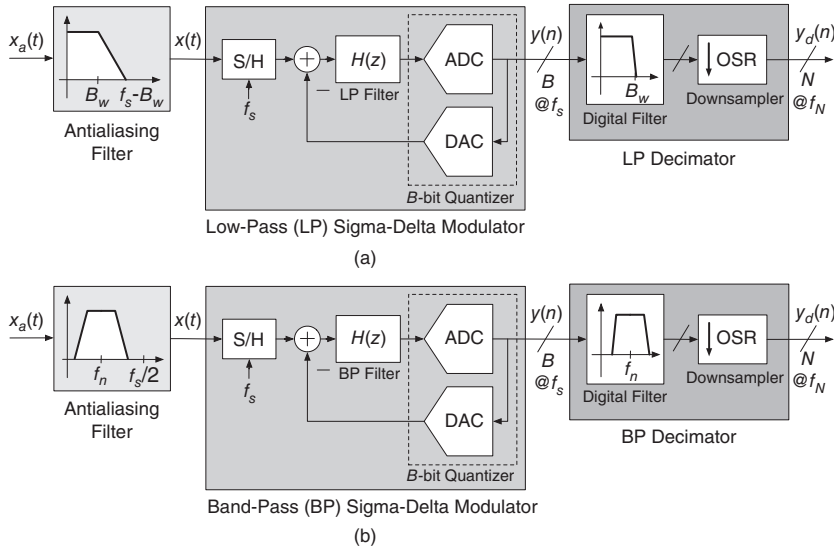 x_a(t)
x(t)
B_w f_s–B_w
Antialiasing
Filter
S/H
f_s
+
–
H(z)
LP Filter
ADC
DAC
B-bit Quantizer
Low-Pass (LP) Sigma-Delta Modulator
y(n)
B
@f_s
B_w
Digital Filter
OSR
Downsampler
LP Decimator
y_d(n)
N
@f_N
(a)
x_a(t)
x(t)
f_n f_s/2
Antialiasing
Filter
S/H
f_s
+
–
H(z)
BP Filter
ADC
DAC
B-bit Quantizer
Band-Pass (BP) Sigma-Delta Modulator
y(n)
B
@f_s
f_n
Digital Filter
OSR
Downsampler
BP Decimator
y_d(n)
N
@f_N
(b)